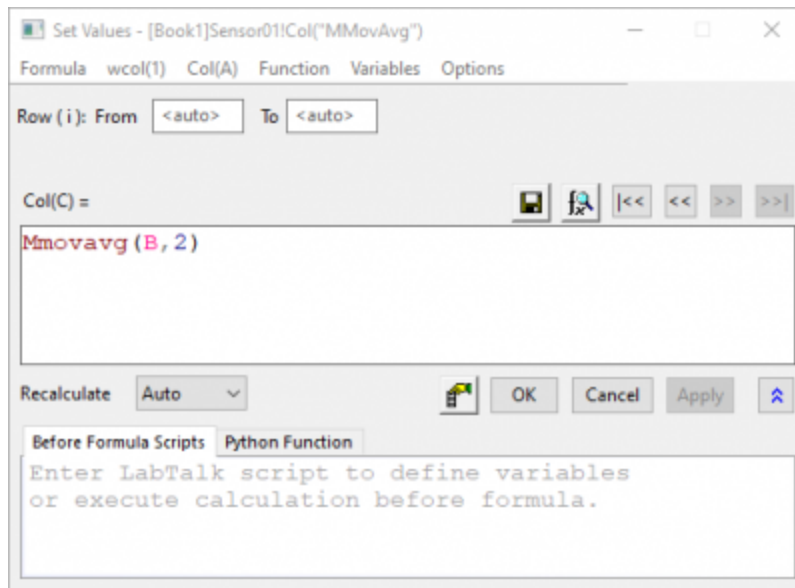 Set Values - [Book1]Sensor01!Col("MMovAvg")
Formula wcol(1) Col(A) Function Variables Options
Row (i): From <auto> To <auto>
Col(C) = |<< << >> >>|
Mmovavg(B,2)
Recalculate Auto OK Cancel Apply
Before Formula Scripts Python Function
Enter LabTalk script to define variables
or execute calculation before formula.